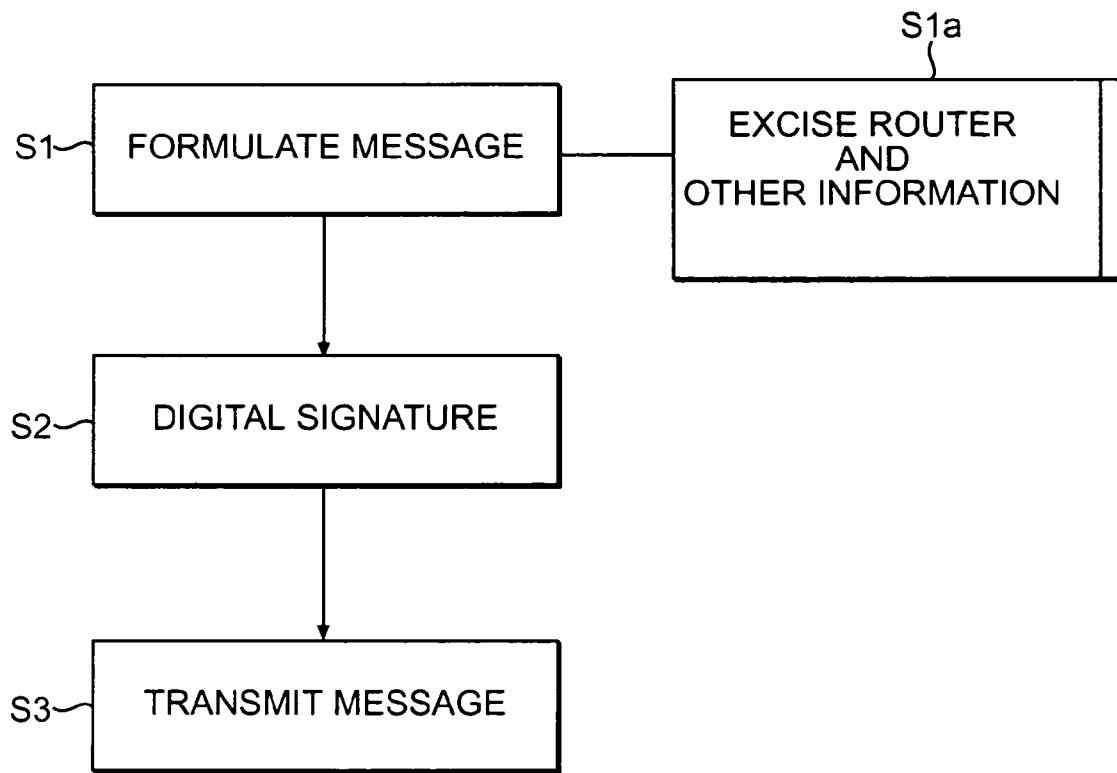 S1a
S1
FORMULATE MESSAGE
EXCISE ROUTER
AND
OTHER INFORMATION
S2
DIGITAL SIGNATURE
S3
TRANSMIT MESSAGE